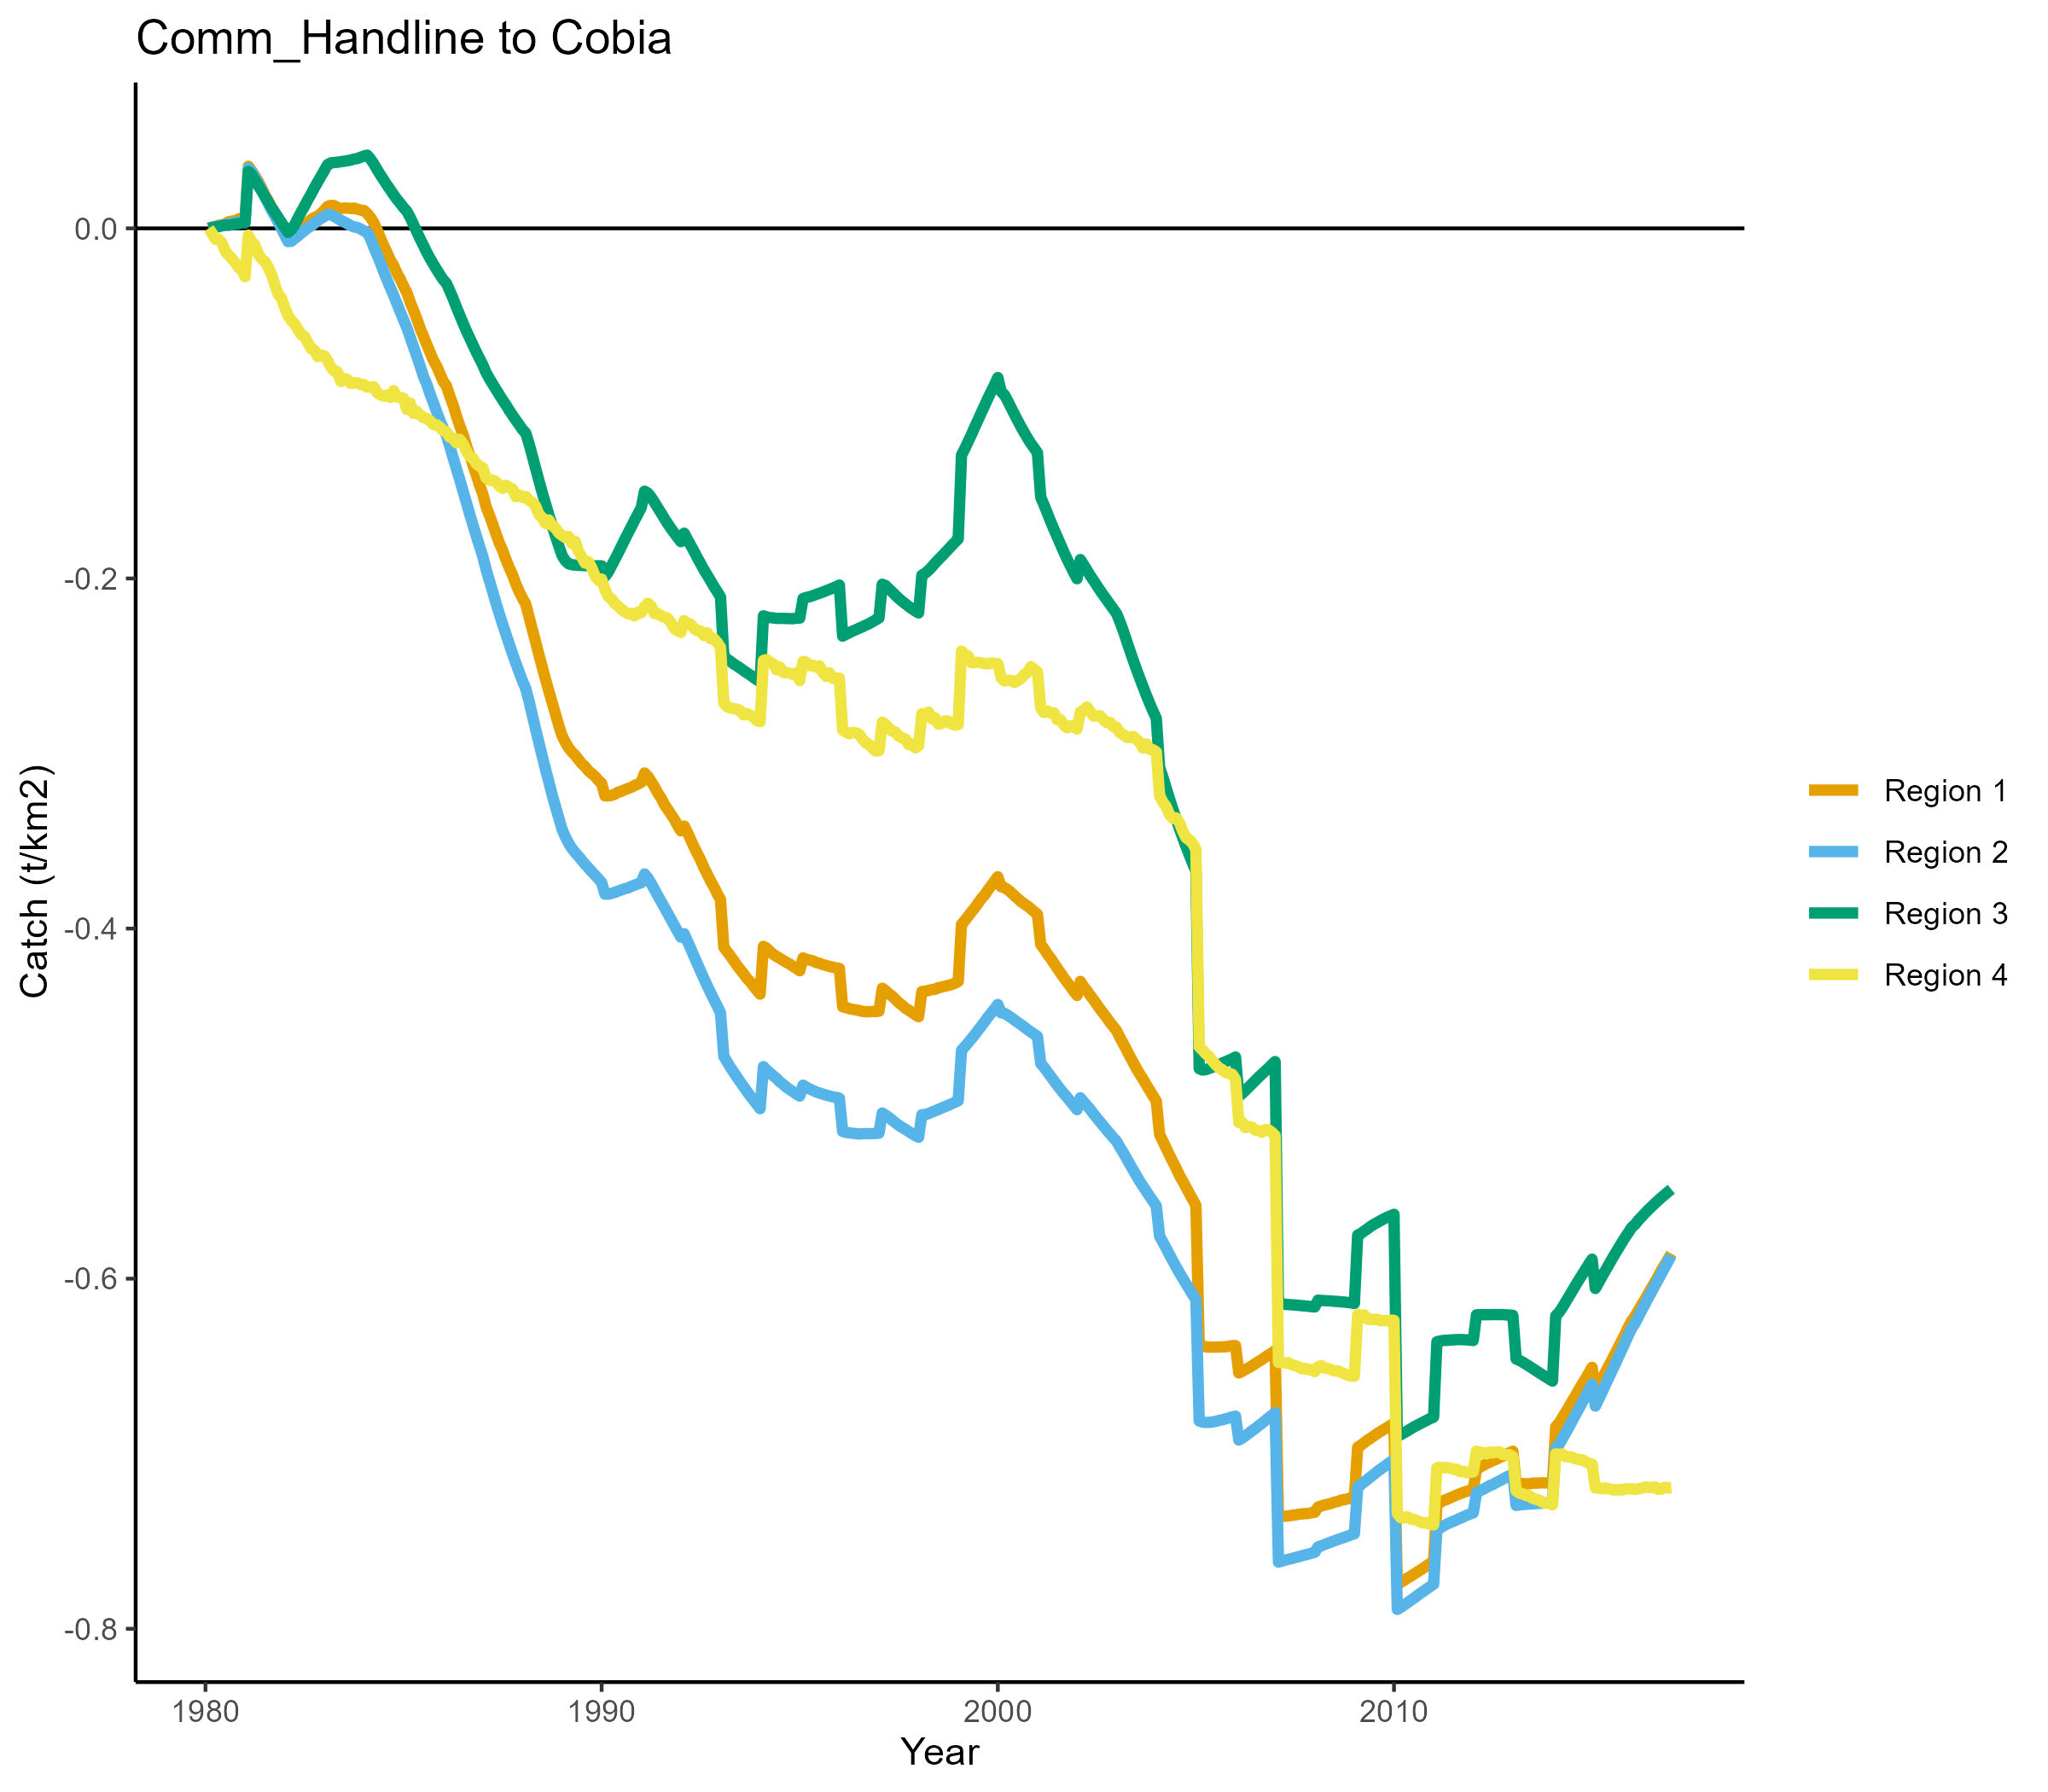 Comm_Handline to Cobia
0.0
-0.2
-0.4
-0.6
-0.8
Catch (t/km2)
1980
1990
2000
2010
Year
Region 1
Region 2
Region 3
Region 4